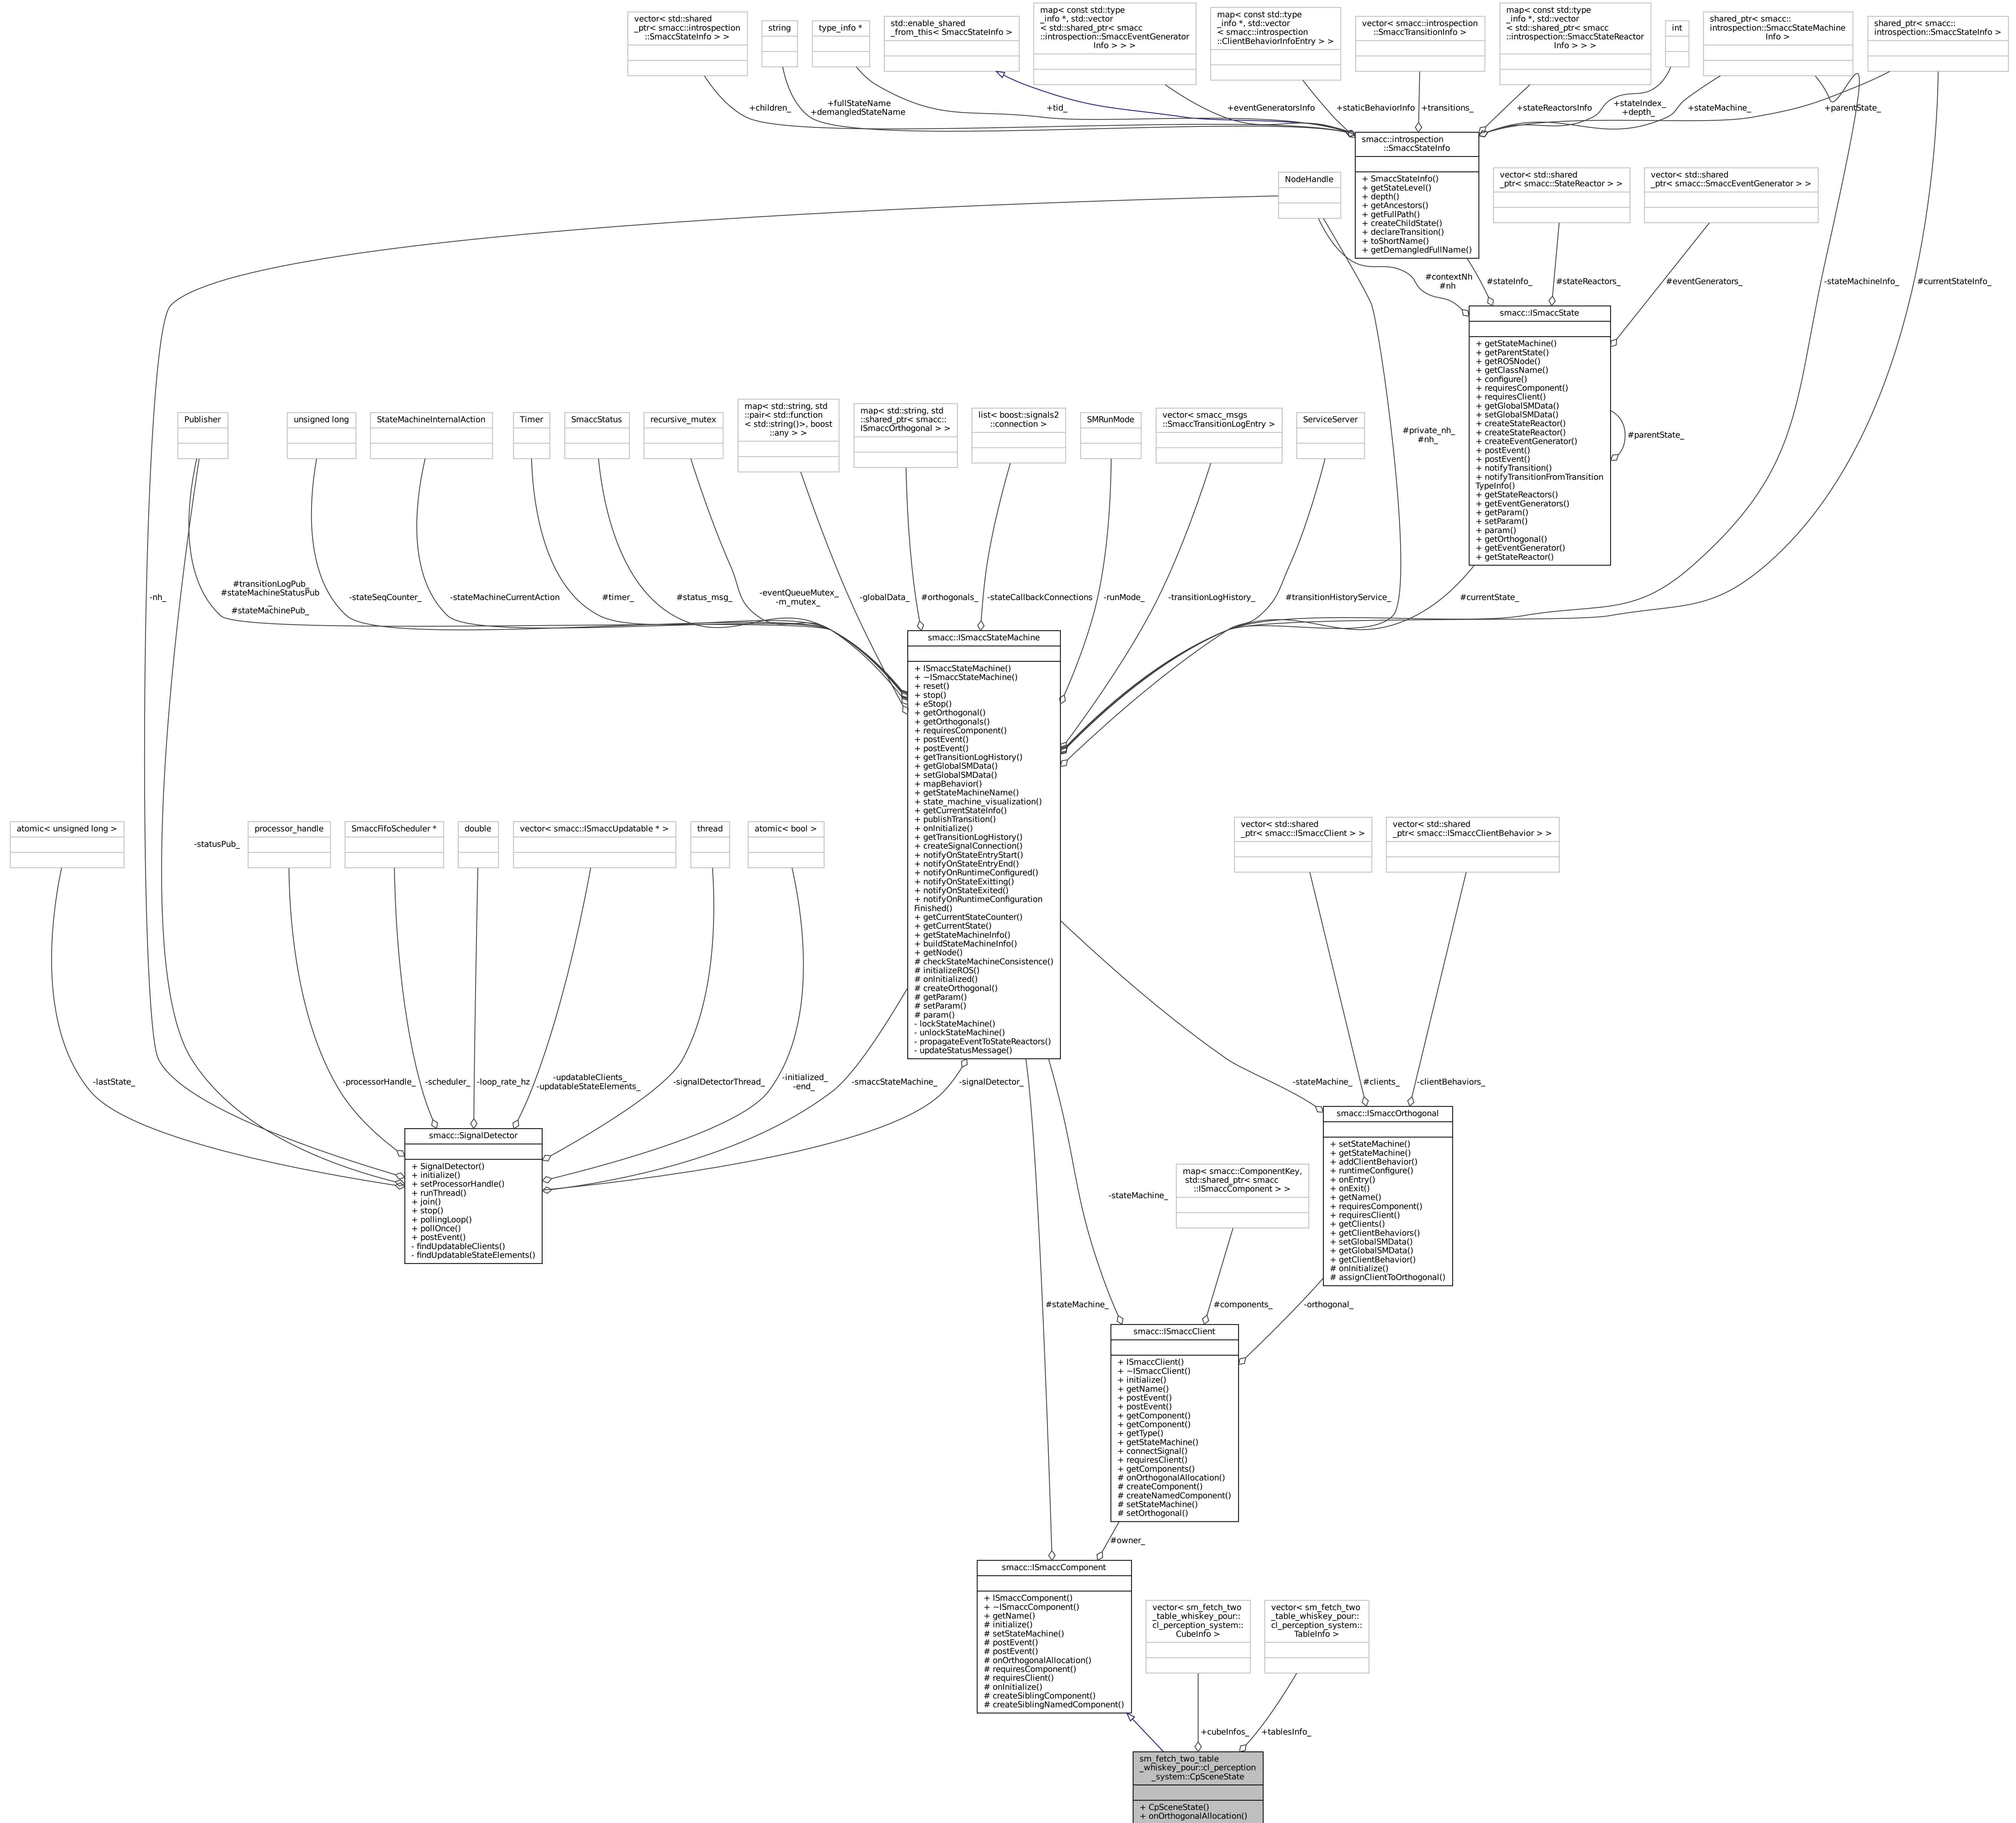 vector< std::shared
_ptr< smacc::introspection
::SmaccStateInfo > >
string
type_info *
std::enable_shared
_from_this< SmaccStateInfo >
map< const std::type
_info *, std::vector
< std::shared_ptr< smacc
::introspection::SmaccEventGenerator
Info > > >
map< const std::type
_info *, std::vector
< smacc::introspection
::ClientBehaviorInfoEntry > >
vector< smacc::introspection
::SmaccTransitionInfo >
map< const std::type
_info *, std::vector
< std::shared_ptr< smacc
::introspection::SmaccStateReactor
Info > > >
int
shared_ptr< smacc::
introspection::SmaccStateMachine
Info >
shared_ptr< smacc::
introspection::SmaccStateInfo >
+children_
+fullStateName
+demangledStateName
+tid_
+eventGeneratorsInfo
+staticBehaviorInfo
+transitions_
+stateReactorsInfo
+stateIndex_
+depth_
+stateMachine_
+parentState_
smacc::introspection
::SmaccStateInfo
+ SmaccStateInfo()
+ getStateLevel()
+ depth()
+ getAncestors()
+ getFullPath()
+ createChildState()
+ declareTransition()
+ toShortName()
+ getDemangledFullName()
NodeHandle
vector< std::shared
_ptr< smacc::StateReactor > >
vector< std::shared
_ptr< smacc::SmaccEventGenerator > >
#contextNh
#nh
#stateInfo_
#stateReactors_
#eventGenerators_
-stateMachineInfo_
#currentStateInfo_
smacc::ISmaccState
+ getStateMachine()
+ getParentState()
+ getROSNode()
+ getClassName()
+ configure()
+ requiresComponent()
+ requiresClient()
+ getGlobalSMData()
+ setGlobalSMData()
+ createStateReactor()
+ createStateReactor()
+ createEventGenerator()
+ postEvent()
+ postEvent()
+ notifyTransition()
+ notifyTransitionFromTransition
TypeInfo()
+ getStateReactors()
+ getEventGenerators()
+ getParam()
+ setParam()
+ param()
+ getOrthogonal()
+ getEventGenerator()
+ getStateReactor()
#parentState_
Publisher
unsigned long
StateMachineInternalAction
Timer
SmaccStatus
recursive_mutex
map< std::string, std
::pair< std::function
< std::string()>, boost
::any > >
map< std::string, std
::shared_ptr< smacc::
ISmaccOrthogonal > >
list< boost::signals2
::connection >
SMRunMode
vector< smacc_msgs
::SmaccTransitionLogEntry >
ServiceServer
#private_nh_
#nh_
-nh_
#transitionLogPub_
#stateMachineStatusPub
_
#stateMachinePub_
-stateSeqCounter_
-stateMachineCurrentAction
#timer_
#status_msg_
-eventQueueMutex_
-m_mutex_
-globalData_
#orthogonals_
-stateCallbackConnections
-runMode_
-transitionLogHistory_
#transitionHistoryService_
#currentState_
smacc::ISmaccStateMachine
+ ISmaccStateMachine()
+ ~ISmaccStateMachine()
+ reset()
+ stop()
+ eStop()
+ getOrthogonal()
+ getOrthogonals()
+ requiresComponent()
+ postEvent()
+ postEvent()
+ getTransitionLogHistory()
+ getGlobalSMData()
+ setGlobalSMData()
+ mapBehavior()
+ getStateMachineName()
+ state_machine_visualization()
+ getCurrentStateInfo()
+ publishTransition()
+ onInitialize()
+ getTransitionLogHistory()
+ createSignalConnection()
+ notifyOnStateEntryStart()
+ notifyOnStateEntryEnd()
+ notifyOnRuntimeConfigured()
+ notifyOnStateExitting()
+ notifyOnStateExited()
+ notifyOnRuntimeConfiguration
Finished()
+ getCurrentStateCounter()
+ getCurrentState()
+ getStateMachineInfo()
+ buildStateMachineInfo()
+ getNode()
# checkStateMachineConsistence()
# initializeROS()
# onInitialized()
# createOrthogonal()
# getParam()
# setParam()
# param()
- lockStateMachine()
- unlockStateMachine()
- propagateEventToStateReactors()
- updateStatusMessage()
atomic< unsigned long >
-statusPub_
processor_handle
SmaccFifoScheduler *
double
vector< smacc::ISmaccUpdatable * >
thread
atomic< bool >
vector< std::shared
_ptr< smacc::ISmaccClient > >
vector< std::shared
_ptr< smacc::ISmaccClientBehavior > >
-lastState_
-processorHandle_
-scheduler_
-loop_rate_hz
-updatableClients_
-updatableStateElements_
-signalDetectorThread_
-initialized_
-end_
-smaccStateMachine_
-signalDetector_
-stateMachine_
#clients_
-clientBehaviors_
smacc::SignalDetector
+ SignalDetector()
+ initialize()
+ setProcessorHandle()
+ runThread()
+ join()
+ stop()
+ pollingLoop()
+ pollOnce()
+ postEvent()
- findUpdatableClients()
- findUpdatableStateElements()
smacc::ISmaccOrthogonal
+ setStateMachine()
+ getStateMachine()
+ addClientBehavior()
+ runtimeConfigure()
+ onEntry()
+ onExit()
+ getName()
+ requiresComponent()
+ requiresClient()
+ getClients()
+ getClientBehaviors()
+ setGlobalSMData()
+ getGlobalSMData()
+ getClientBehavior()
# onInitialize()
# assignClientToOrthogonal()
-stateMachine_
map< smacc::ComponentKey,
std::shared_ptr< smacc
::ISmaccComponent > >
#stateMachine_
#components_
-orthogonal_
smacc::ISmaccClient
+ ISmaccClient()
+ ~ISmaccClient()
+ initialize()
+ getName()
+ postEvent()
+ postEvent()
+ getComponent()
+ getComponent()
+ getType()
+ getStateMachine()
+ connectSignal()
+ requiresClient()
+ getComponents()
# onOrthogonalAllocation()
# createComponent()
# createNamedComponent()
# setStateMachine()
# setOrthogonal()
#owner_
smacc::ISmaccComponent
+ ISmaccComponent()
+ ~ISmaccComponent()
+ getName()
# initialize()
# setStateMachine()
# postEvent()
# postEvent()
# onOrthogonalAllocation()
# requiresComponent()
# requiresClient()
# onInitialize()
# createSiblingComponent()
# createSiblingNamedComponent()
vector< sm_fetch_two
_table_whiskey_pour::
cl_perception_system::
CubeInfo >
vector< sm_fetch_two
_table_whiskey_pour::
cl_perception_system::
TableInfo >
+cubeInfos_
+tablesInfo_
sm_fetch_two_table
_whiskey_pour::cl_perception
_system::CpSceneState
+ CpSceneState()
+ onOrthogonalAllocation()